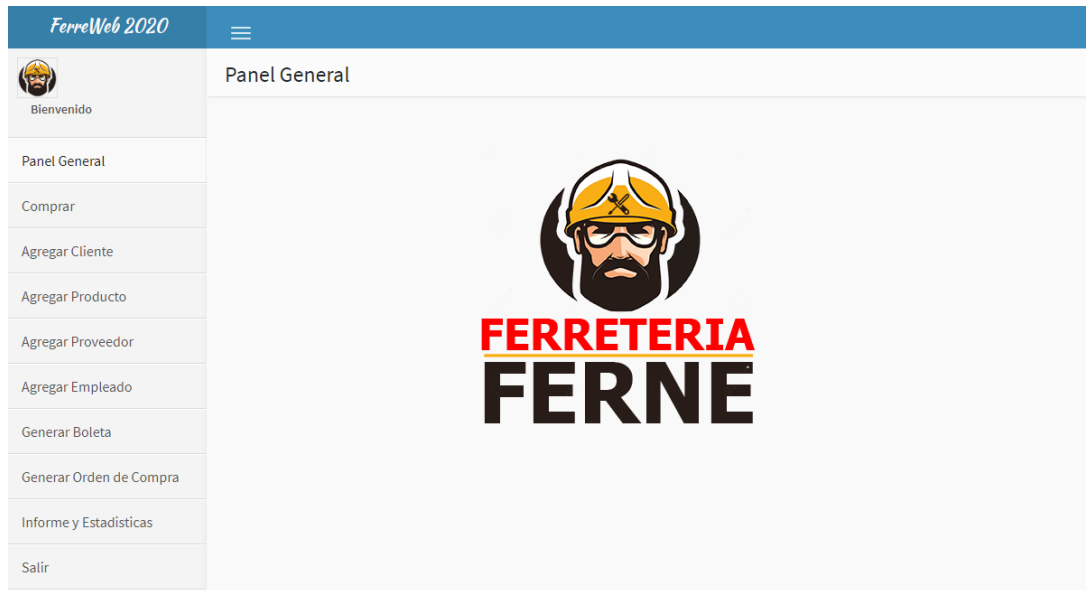 FerreWeb 2020
Bienvenido
Panel General
Comprar
Agregar Cliente
Agregar Producto
Agregar Proveedor
Agregar Empleado
Generar Boleta
Generar Orden de Compra
Informe y Estadisticas
Salir
Panel General
FERRETERIA
FERNE